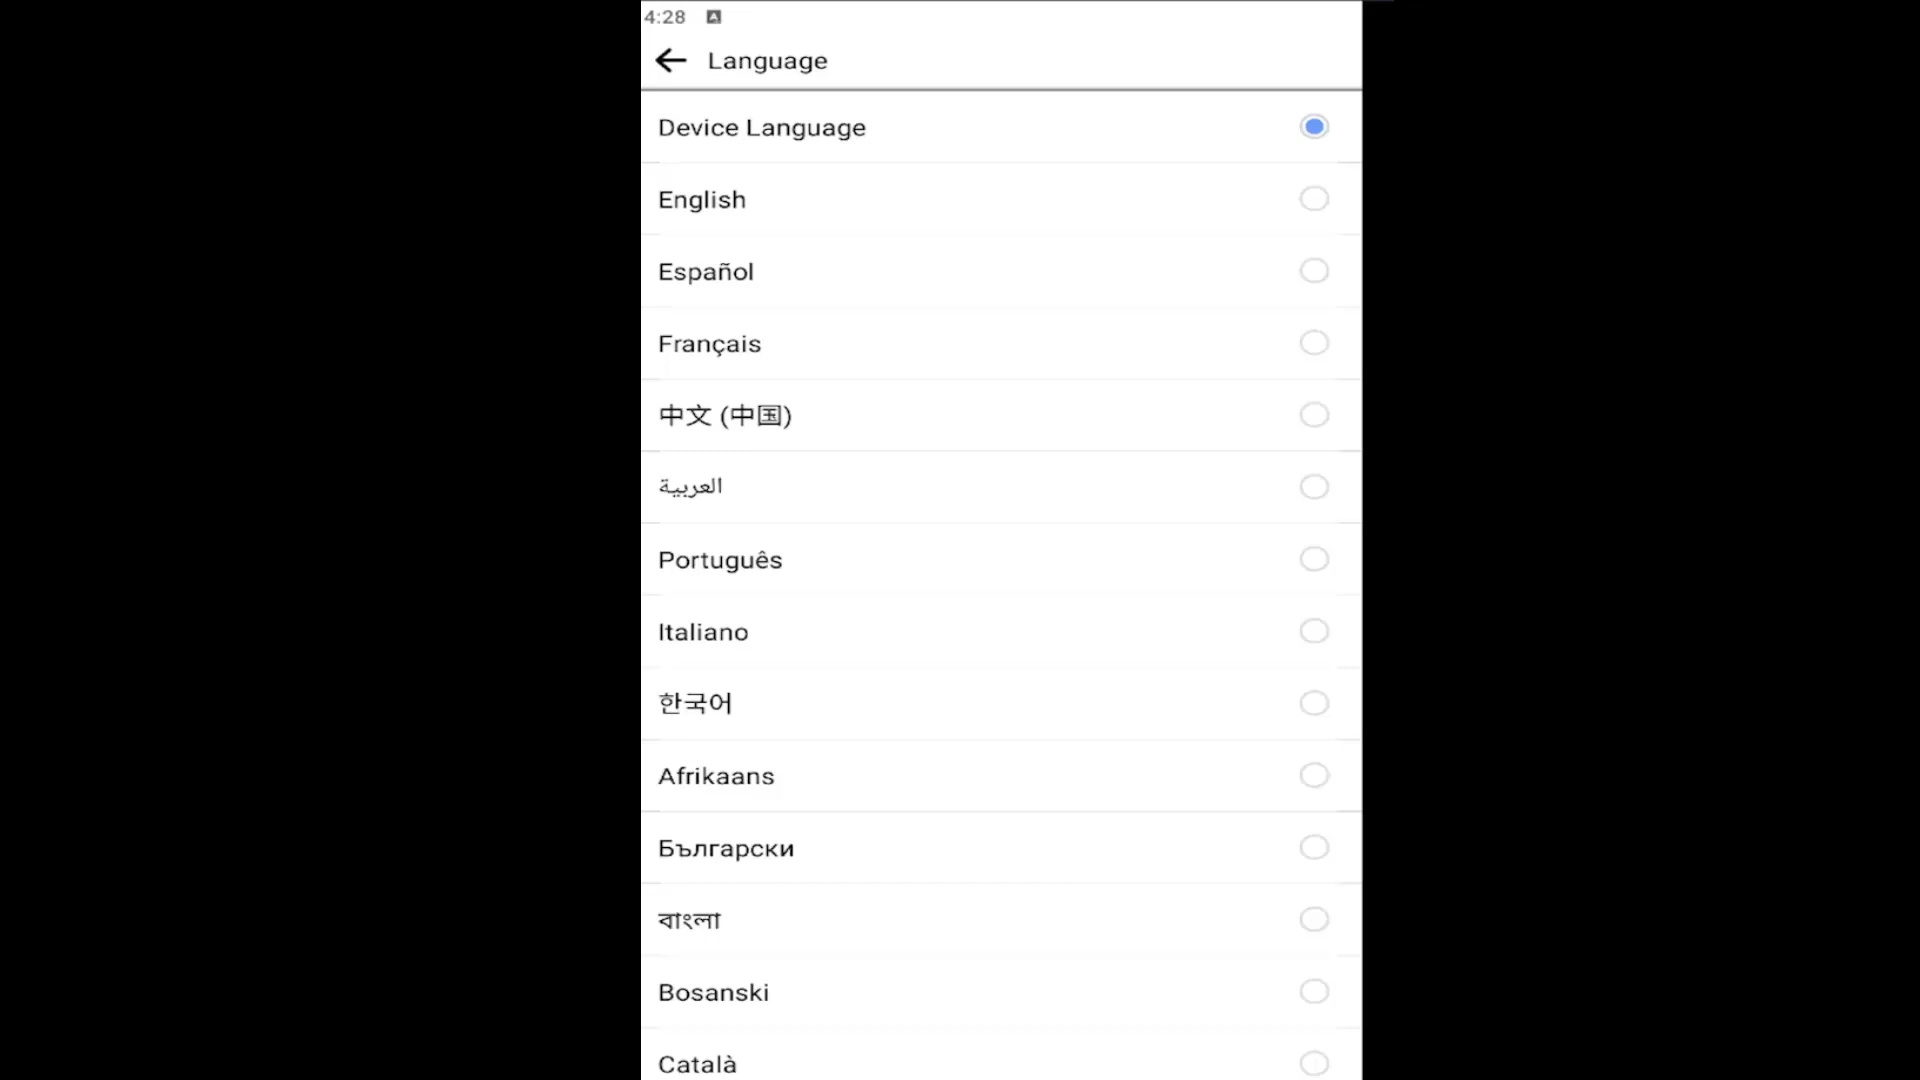 4:28
Language
Device Language
English
Español
Français
中文 (中国)
العربية
Português
Italiano
한국어
Afrikaans
Български
বাংলা
Bosanski
Català